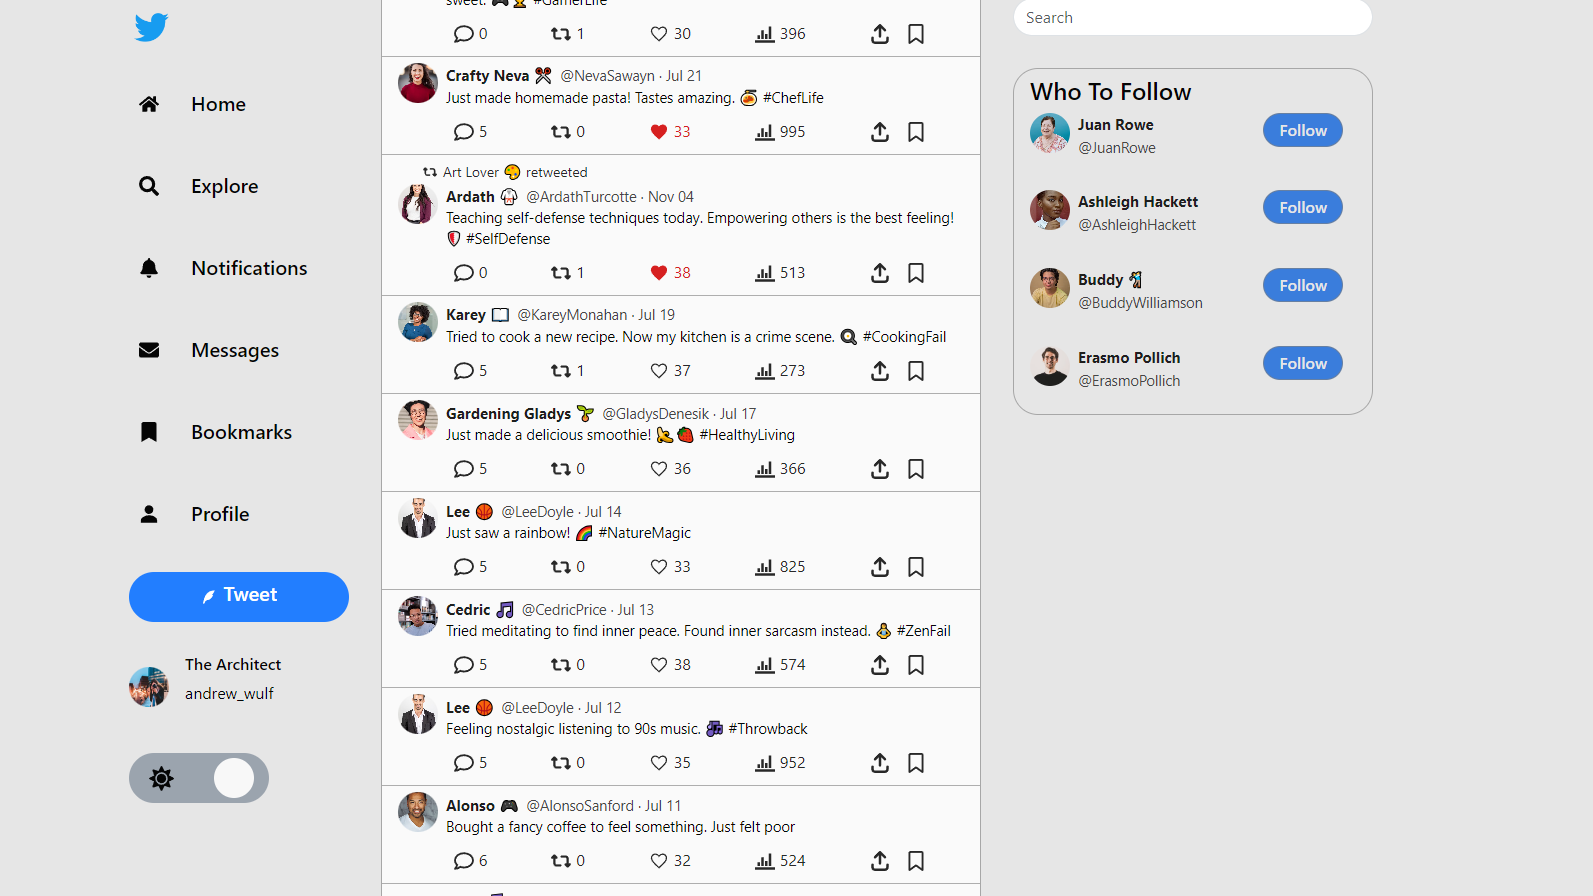 Home
Explore
Notifications
Messages
Bookmarks
Profile
Tweet
The Architect
andrew_wulf
sweet. 🎮⏳ #GamerLife
0 1 30 396
Crafty Neva ✂️ @NevaSawayn · Jul 21
Just made homemade pasta! Tastes amazing. 🍝 #ChefLife
5 0 33 995
Art Lover 🎨 retweeted
Ardath 🥋 @ArdathTurcotte · Nov 04
Teaching self-defense techniques today. Empowering others is the best feeling!
🛡️ #SelfDefense
0 1 38 513
Karey 📖 @KareyMonahan · Jul 19
Tried to cook a new recipe. Now my kitchen is a crime scene. 🍳 #CookingFail
5 1 37 273
Gardening Gladys 🌱 @GladysDenesik · Jul 17
Just made a delicious smoothie! 🍌🍓 #HealthyLiving
5 0 36 366
Lee 🏀 @LeeDoyle · Jul 14
Just saw a rainbow! 🌈 #NatureMagic
5 0 33 825
Cedric 🎵 @CedricPrice · Jul 13
Tried meditating to find inner peace. Found inner sarcasm instead. 🧘 #ZenFail
5 0 38 574
Lee 🏀 @LeeDoyle · Jul 12
Feeling nostalgic listening to 90s music. 🎶 #Throwback
5 0 35 952
Alonso 🎮 @AlonsoSanford · Jul 11
Bought a fancy coffee to feel something. Just felt poor
6 0 32 524
Search
Who To Follow
Juan Rowe
@JuanRowe
Follow
Ashleigh Hackett
@AshleighHackett
Follow
Buddy @BuddyWilliamson
Follow
Erasmo Pollich
@ErasmoPollich
Follow